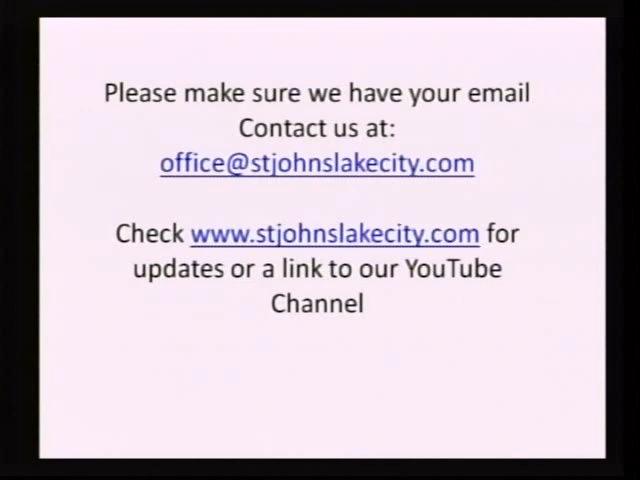 Please make sure we have your email
Contact us at:
office@stjohnslakecity.com
Check www.stjohnslakecity.com for
updates or a link to our YouTube
Channel